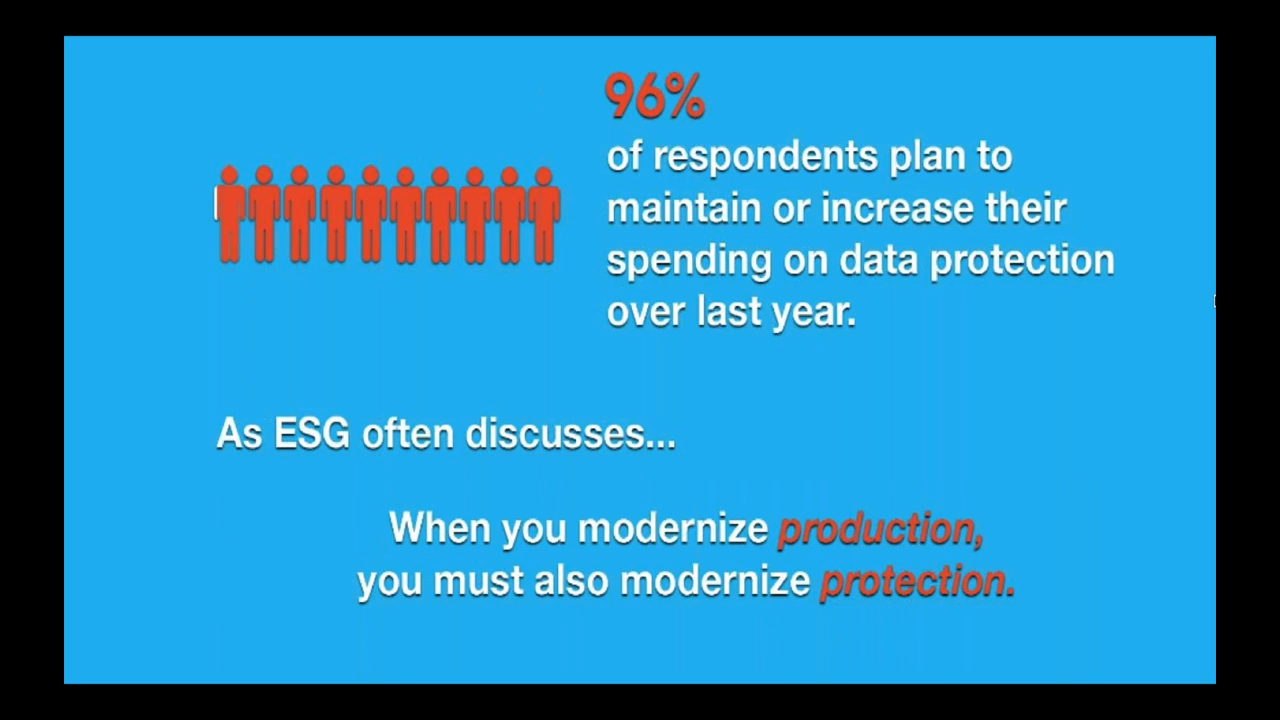 96%
of respondents plan to
maintain or increase their
spending on data protection
over last year.
As ESG often discusses...
When you modernize production,
you must also modernize protection.